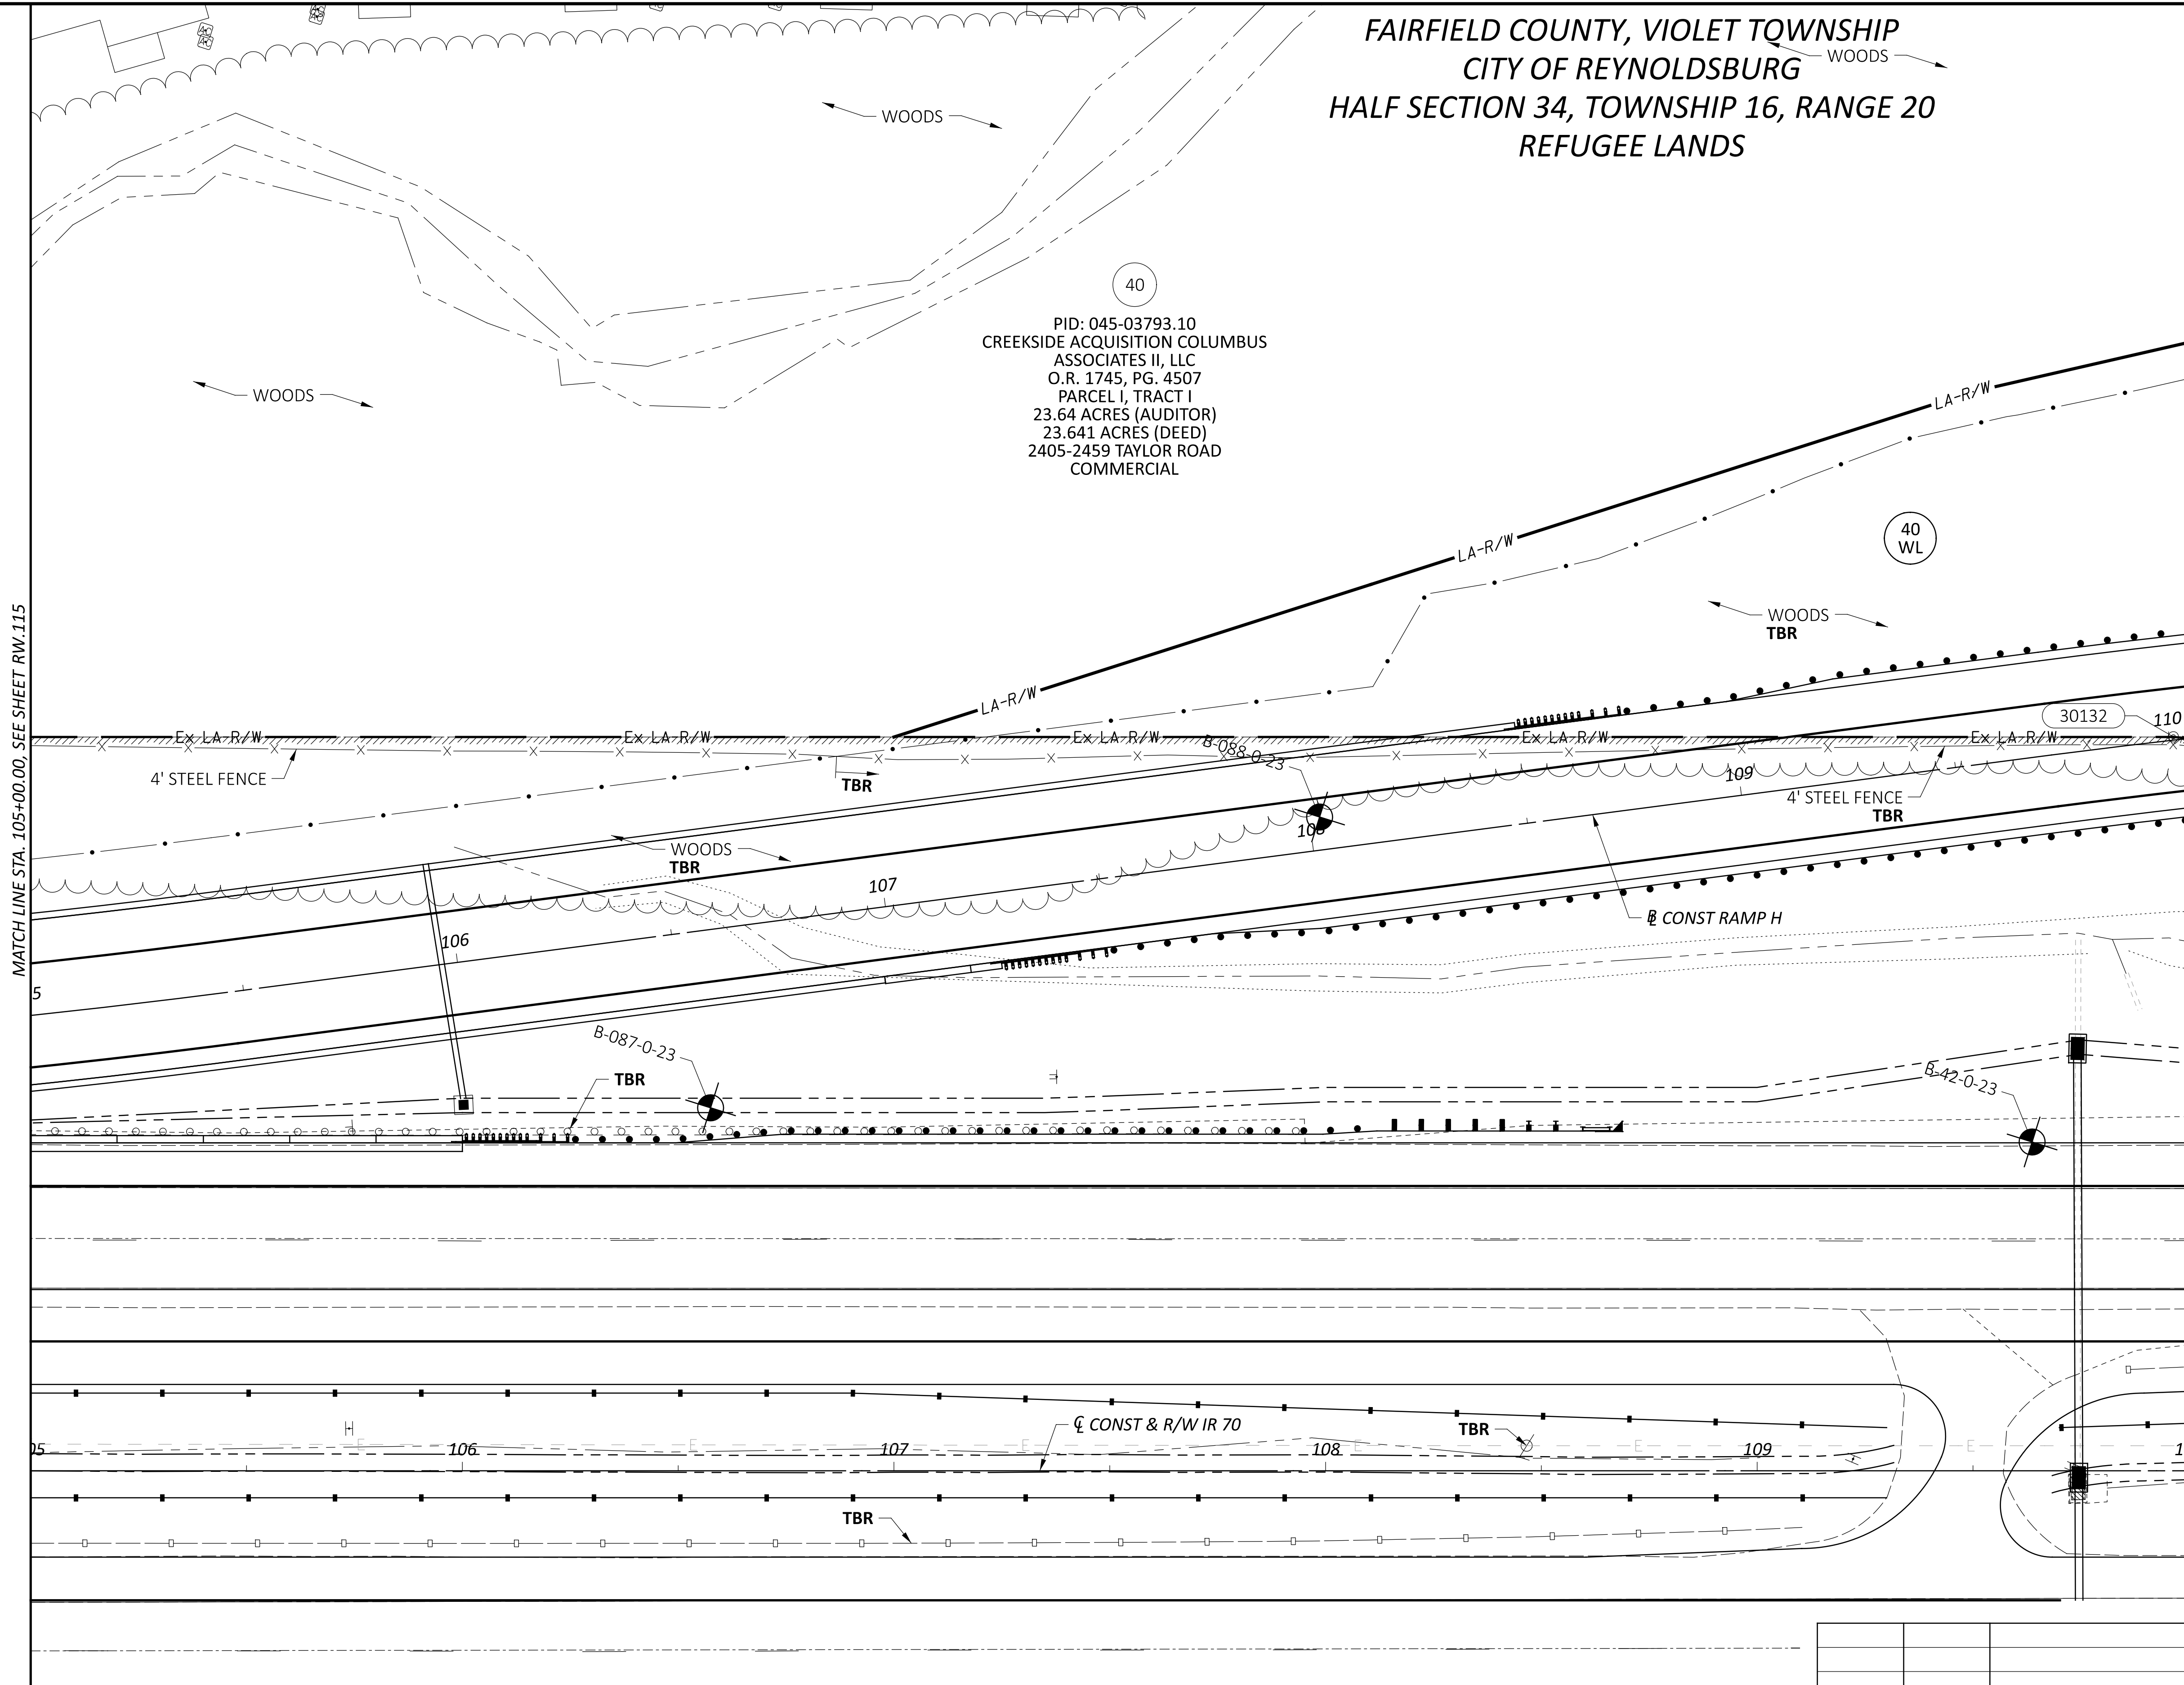 FAIRFIELD COUNTY, VIOLET TOWNSHIP
CITY OF REYNOLDSBURG
HALF SECTION 34, TOWNSHIP 16, RANGE 20
REFUGEE LANDS
WOODS
WOODS
40
PID: 045-03793.10
CREEKSIDE ACQUISITION COLUMBUS
ASSOCIATES II, LLC
O.R. 1745, PG. 4507
PARCEL I, TRACT I
23.64 ACRES (AUDITOR)
23.641 ACRES (DEED)
2405-2459 TAYLOR ROAD
COMMERCIAL
WOODS
LA-R/W
LA-R/W
LA-R/W
40
WL
WOODS
TBR
MATCH LINE STA. 105+00.00, SEE SHEET RW.115
Ex LA-R/W
Ex LA-R/W
Ex LA-R/W
Ex LA-R/W
Ex LA-R/W
30132
110
B-088-0-23
4' STEEL FENCE
TBR
109
4' STEEL FENCE
TBR
108
WOODS
TBR
107
℄ CONST RAMP H
106
5
B-087-0-23
TBR
B-42-0-23
℄ CONST & R/W IR 70
TBR
05
E
106
E
107
E
108
E
E
109
E
1
TBR